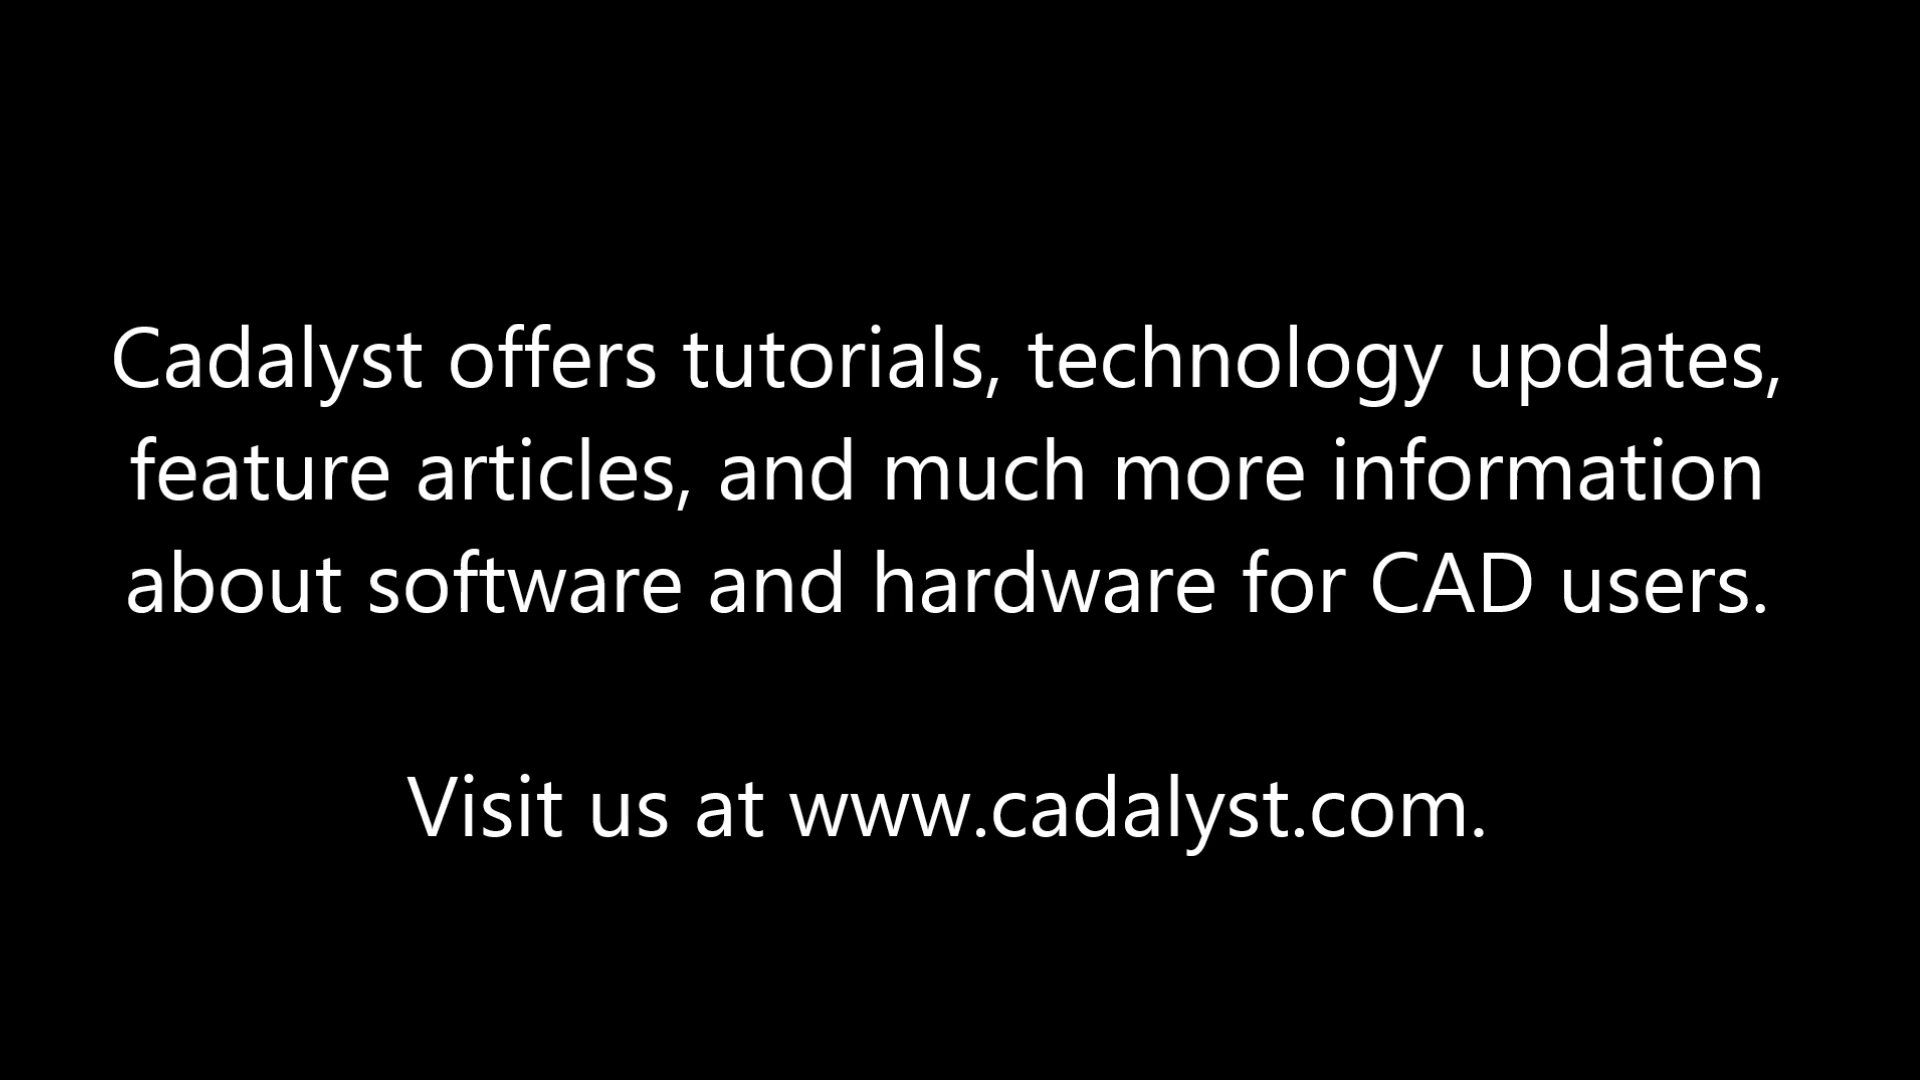 Cadalyst offers tutorials, technology updates,
feature articles, and much more information
about software and hardware for CAD users.
Visit us at www.cadalyst.com.